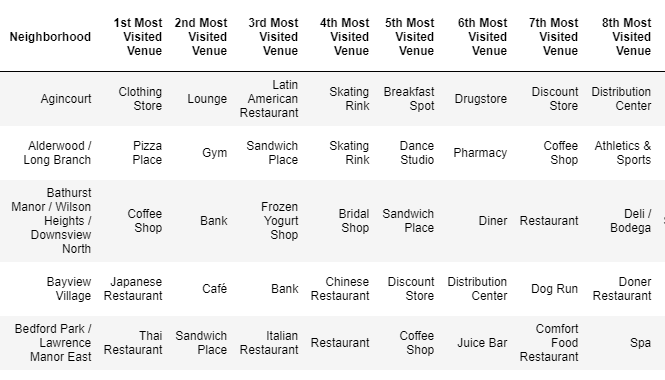 Neighborhood 1st Most Visited Venue 2nd Most Visited Venue 3rd Most Visited Venue 4th Most Visited Venue 5th Most Visited Venue 6th Most Visited Venue 7th Most Visited Venue 8th Most Visited Venue
Agincourt Clothing Store Lounge Latin American Restaurant Skating Rink Breakfast Spot Drugstore Discount Store Distribution Center
Alderwood / Long Branch Pizza Place Gym Sandwich Place Skating Rink Dance Studio Pharmacy Coffee Shop Athletics & Sports
Bathurst Manor / Wilson Heights / Downsview North Coffee Shop Bank Frozen Yogurt Shop Bridal Shop Sandwich Place Diner Restaurant Deli / Bodega
Bayview Village Japanese Restaurant Café Bank Chinese Restaurant Discount Store Distribution Center Dog Run Doner Restaurant
Bedford Park / Lawrence Manor East Thai Restaurant Sandwich Place Italian Restaurant Restaurant Coffee Shop Juice Bar Comfort Food Restaurant Spa